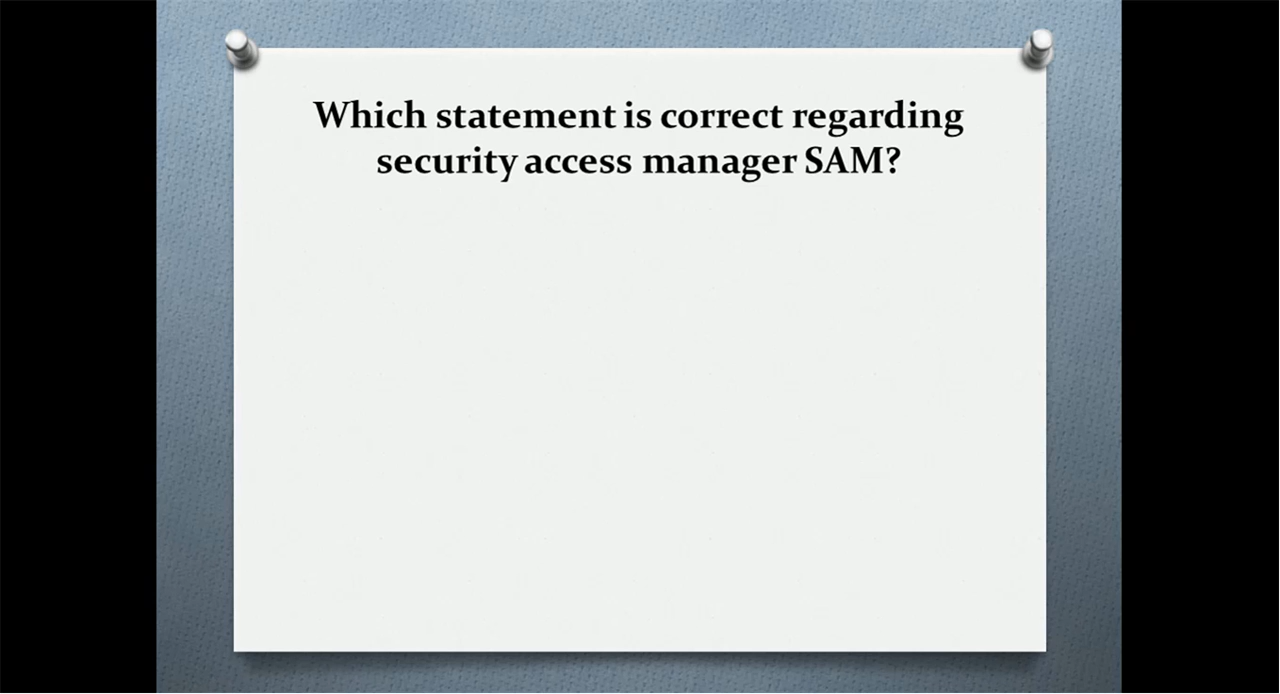 Which statement is correct regarding
security access manager SAM?